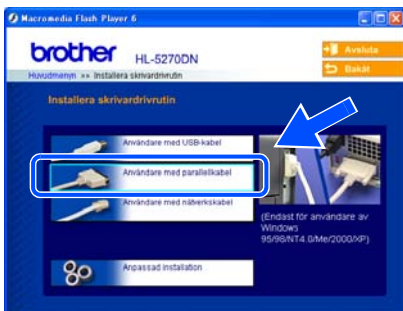 Macromedia Flash Player 6
brother HL-5270DN
Avsluta
Bakåt
Huvudmenyn »» Installera skrivardrivrutin
Installera skrivardrivrutin
Användare med USB-kabel
Användare med parallellkabel
Användare med nätverkskabel
(Endast för användare av
Windows
95/98/NT4.0/Me/2000/XP)
Anpassad installation